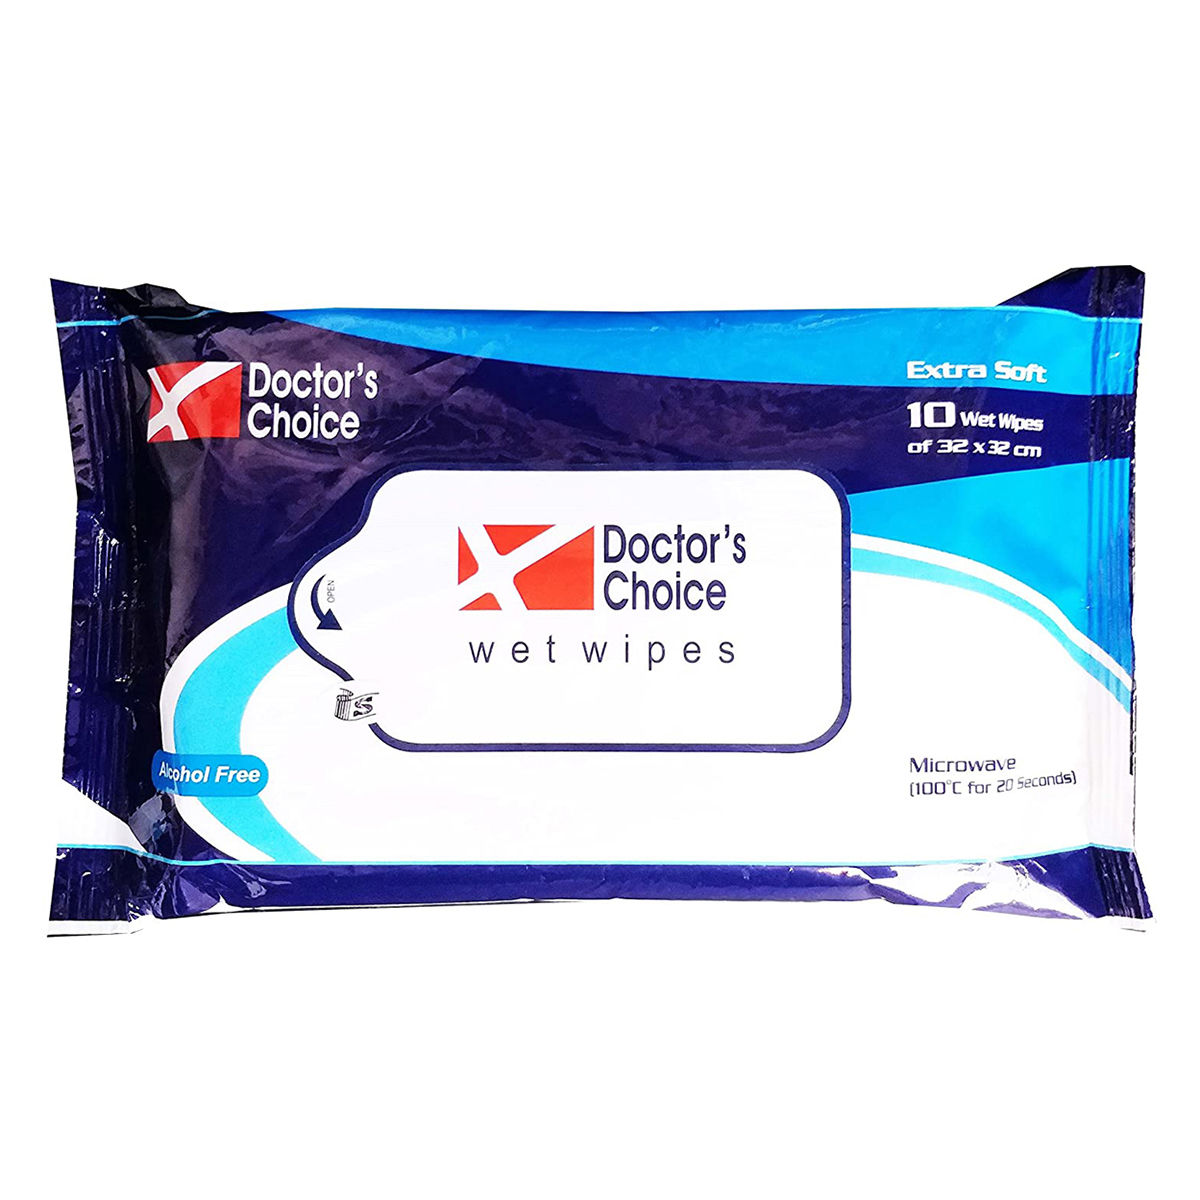 Doctor's
Choice
Extra Soft
10 Wet Wipes
of 32 x 32 cm
OPEN
Doctor's
Choice
wet wipes
Alcohol Free
Microwave
(100°C for 20 Seconds)